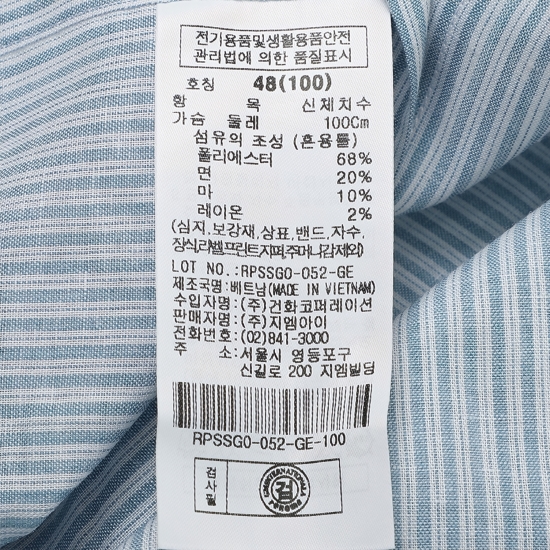 전기용품및생활용품안전
관리법에 의한 품질표시
호칭 48(100)
항 목 신체치수
가슴 둘레 100Cm
섬유의 조성 (혼용률)
폴리에스터 68%
면 20%
마 10%
레이온 2%
(심지,보강재,상표,밴드,자수,
장식,라벨,프린트,지퍼,주머니감제외)
LOT NO.:RPSSG0-052-GE
제조국명:베트남(MADE IN VIETNAM)
수입자명:(주)건화코퍼레이션
판매자명:(주)지엠아이
전화번호:(02)841-3000
주 소:서울시 영등포구
신길로 200 지엠빌딩
RPSSG0-052-GE-100
검사필
검